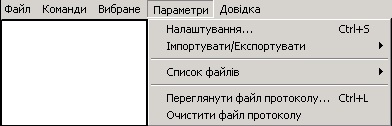 Файл Команди Вибране Параметри Довідка
Налаштування... Ctrl+S
Імпортувати/Експортувати
Список файлів
Переглянути файл протоколу... Ctrl+L
Очистити файл протоколу